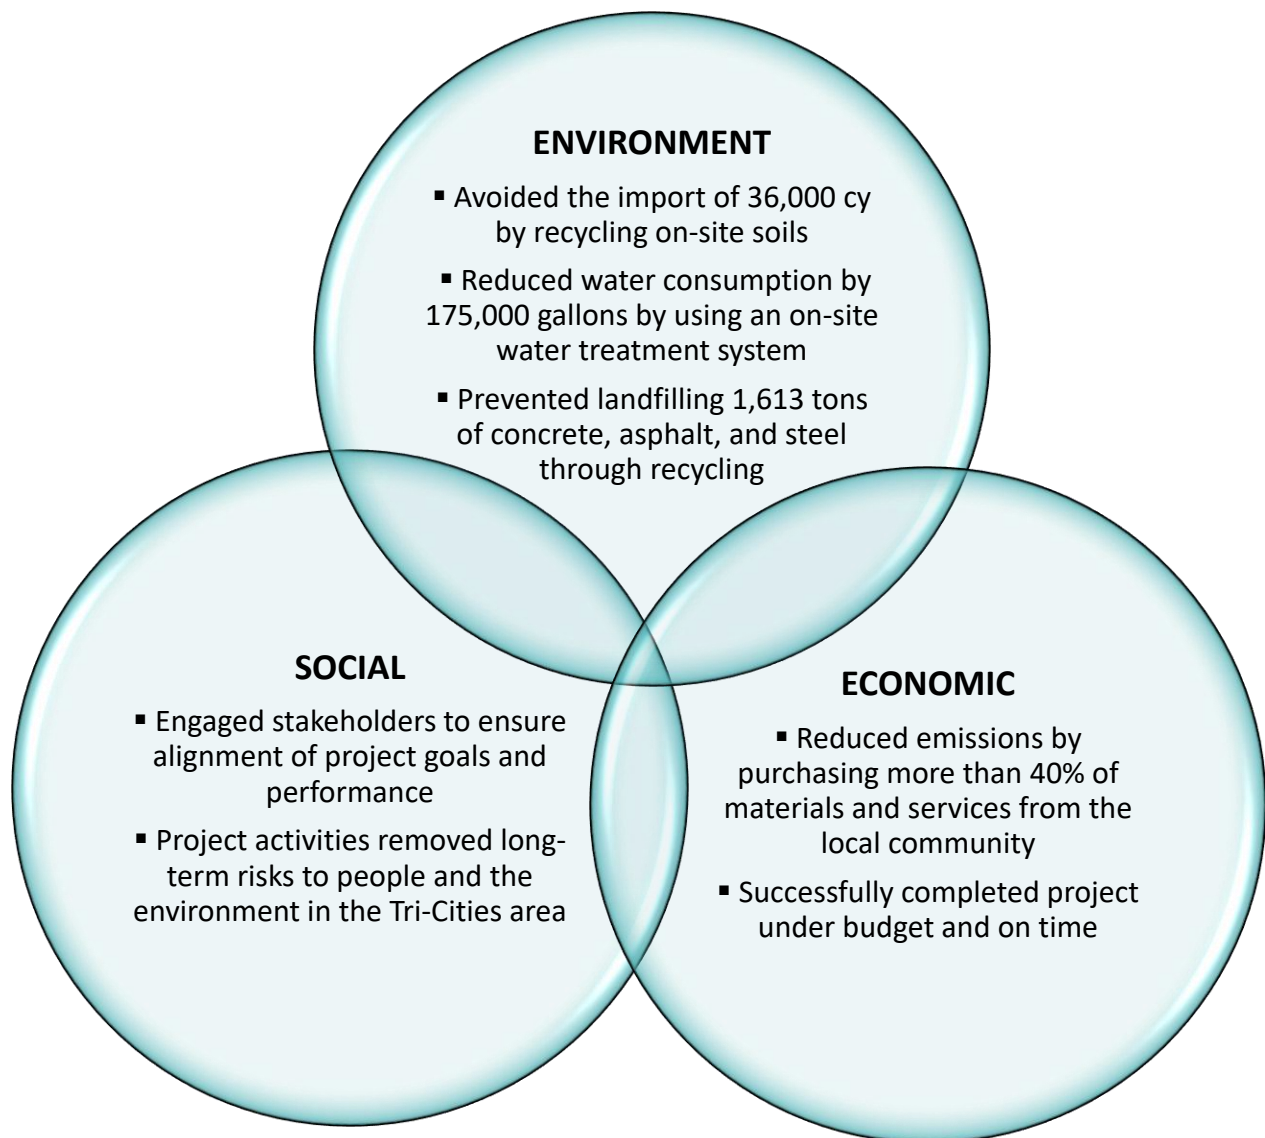 ENVIRONMENT
▪ Avoided the import of 36,000 cy
by recycling on-site soils
▪ Reduced water consumption by
175,000 gallons by using an on-site
water treatment system
▪ Prevented landfilling 1,613 tons
of concrete, asphalt, and steel
through recycling
SOCIAL
▪ Engaged stakeholders to ensure
alignment of project goals and
performance
▪ Project activities removed long-
term risks to people and the
environment in the Tri-Cities area
ECONOMIC
▪ Reduced emissions by
purchasing more than 40% of
materials and services from the
local community
▪ Successfully completed project
under budget and on time